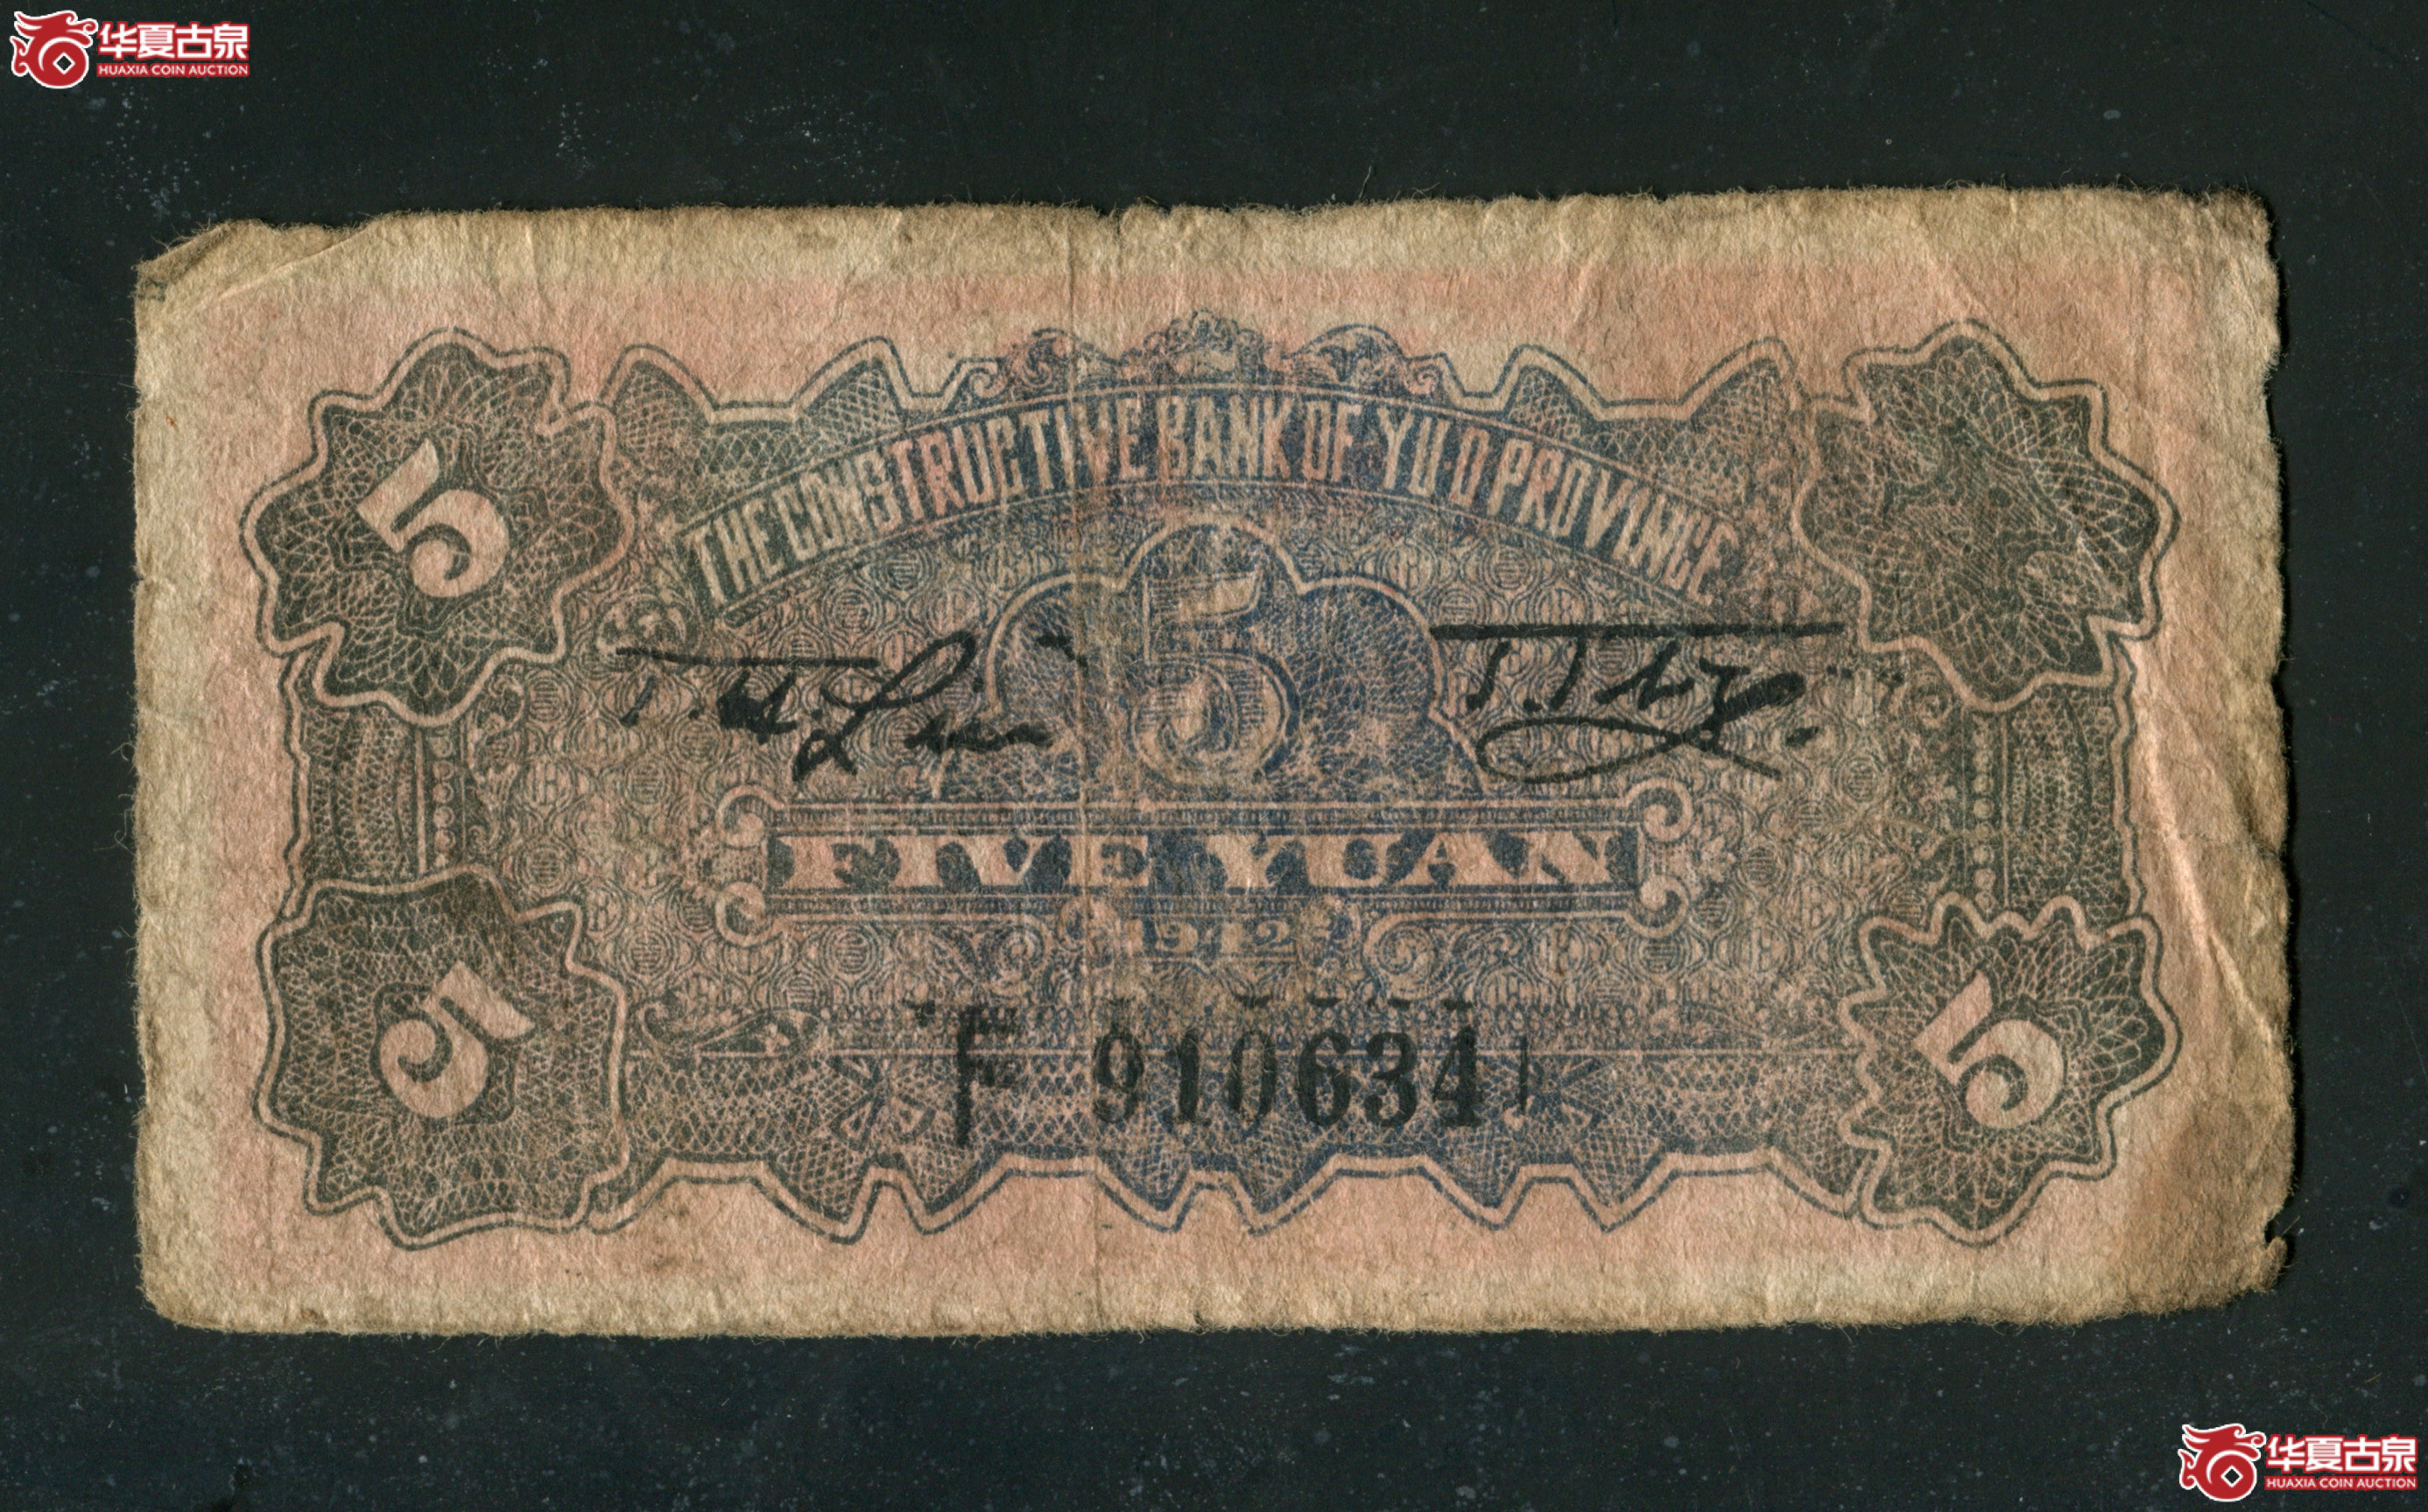 华夏古泉
HUAXIA COIN AUCTION
5
THE CONSTRUCTIVE BANK OF YU-O PROVINCE
5
FIVE YUAN
1942
5
F 910634
5
华夏古泉
HUAXIA COIN AUCTION